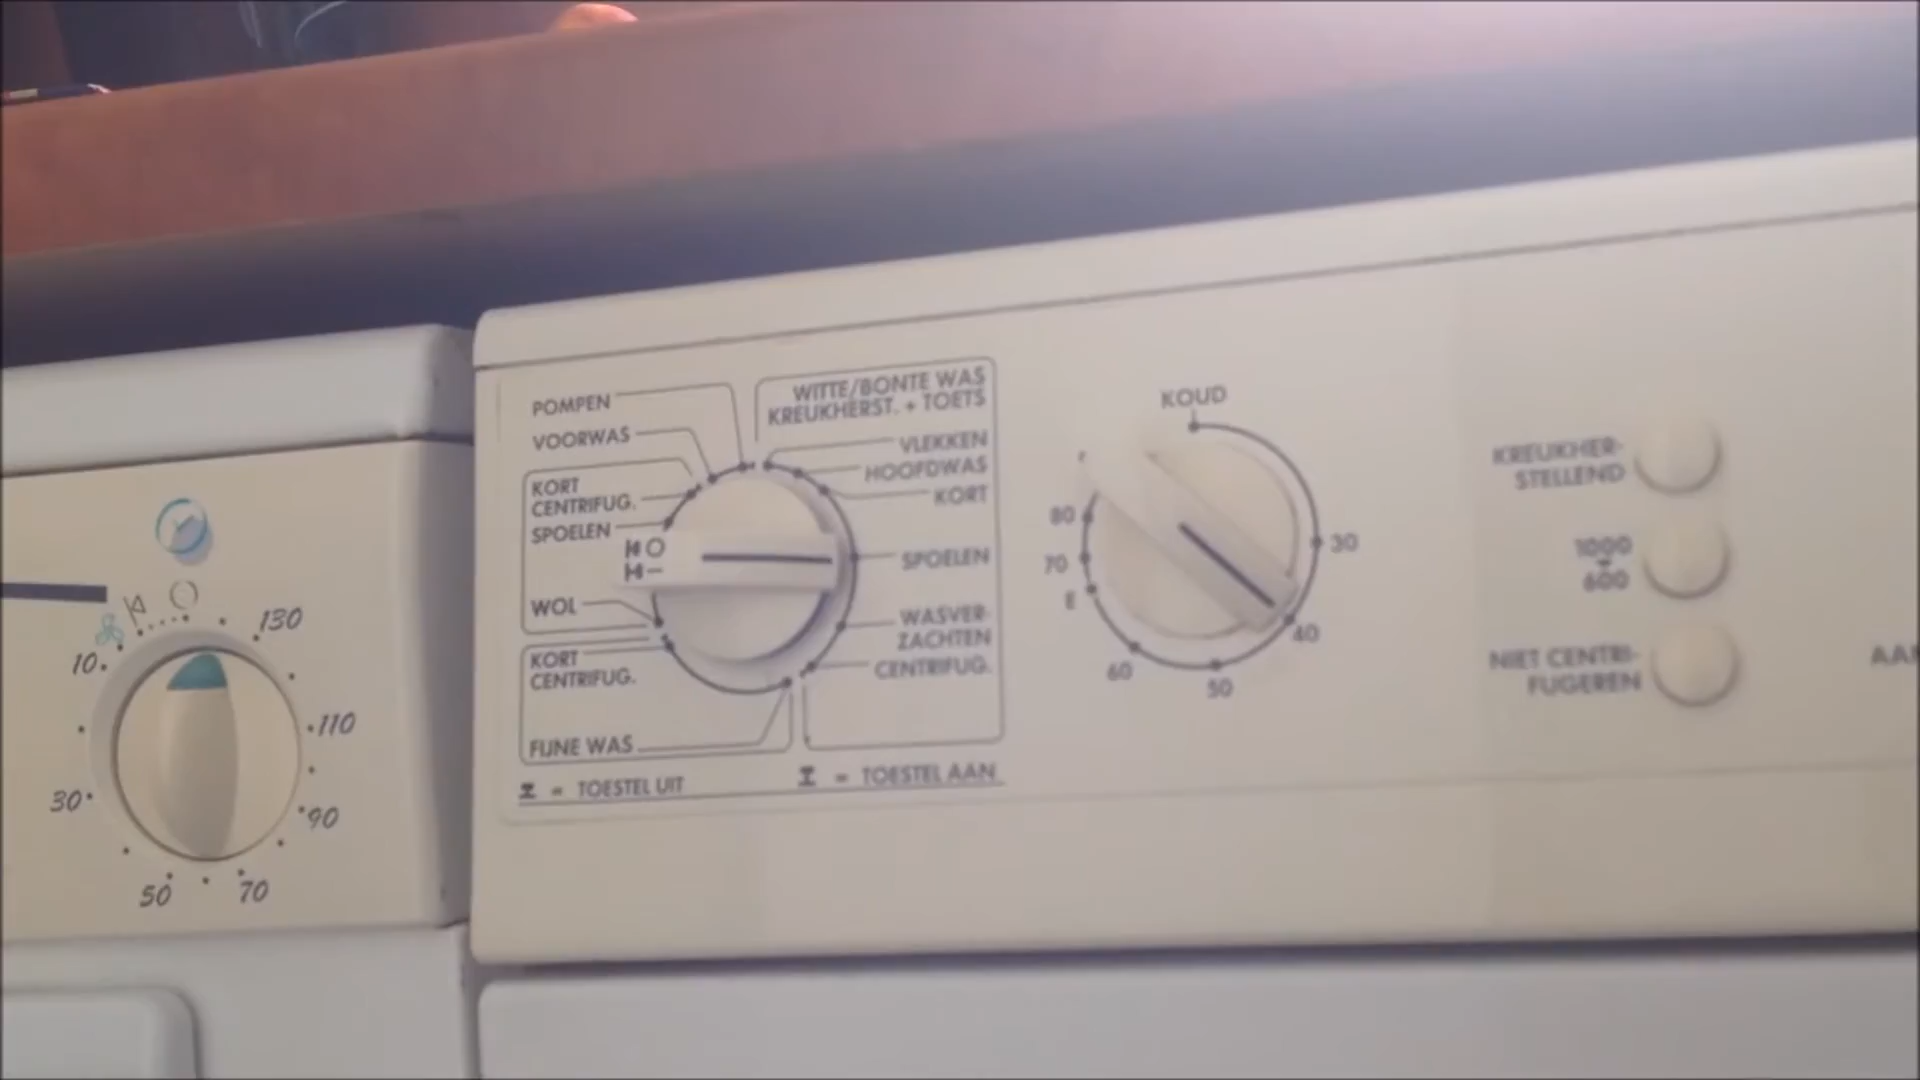 130
10
110
30
90
50
70
POMPEN
VOORWAS
KORT
CENTRIFUG.
SPOELEN
WOL
KORT
CENTRIFUG.
FIJNE WAS
= TOESTEL UIT
WITTE/BONTE WAS
KREUKHERST. + TOETS
VLEKKEN
HOOFDWAS
KORT
SPOELEN
WASVER-
ZACHTEN
CENTRIFUG.
= TOESTEL AAN
KOUD
80
30
70
E
40
60
50
KREUKHER-
STELLEND
1000
600
NIET CENTRI-
FUGEREN